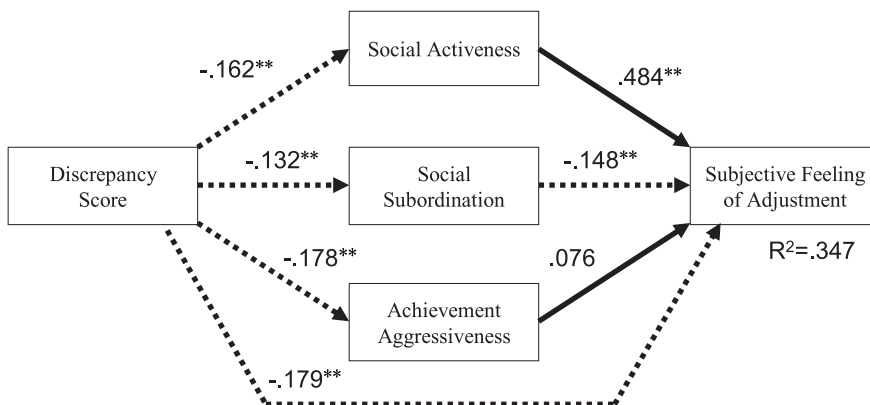 Social Activeness
-.162**
.484**
Discrepancy
Score
-.132**
Social
Subordination
-.148**
Subjective Feeling
of Adjustment
R²=.347
-.178**
.076
Achievement
Aggressiveness
-.179**